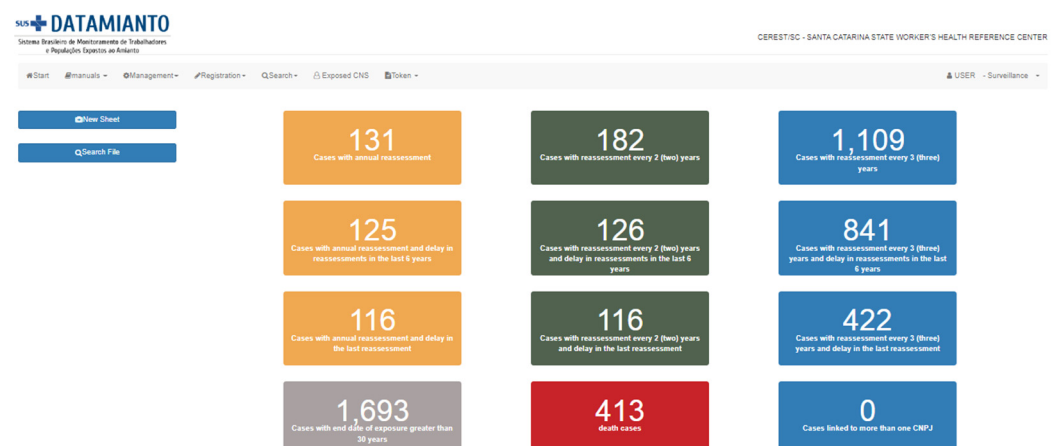 SUS DATAMIANTO
Sistema Brasileiro de Monitoramento de Trabalhadores
e Populações Expostos ao Amianto
CEREST/SC - SANTA CATARINA STATE WORKER'S HEALTH REFERENCE CENTER
Start manuals Management Registration Search Exposed CNS Token USER - Surveillance
New Sheet
Search File
131
Cases with annual reassessment
182
Cases with reassessment every 2 (two) years
1,109
Cases with reassessment every 3 (three)
years
125
Cases with annual reassessment and delay in
reassessments in the last 6 years
126
Cases with reassessment every 2 (two) years
and delay in reassessments in the last 6
years
841
Cases with reassessment every 3 (three)
years and delay in reassessments in the last
6 years
116
Cases with annual reassessment and delay in
the last reassessment
116
Cases with reassessment every 2 (two) years
and delay in the last reassessment
422
Cases with reassessment every 3 (three)
years and delay in the last reassessment
1,693
Cases with end date of exposure greater than
30 years
413
death cases
0
Cases linked to more than one CNPJ